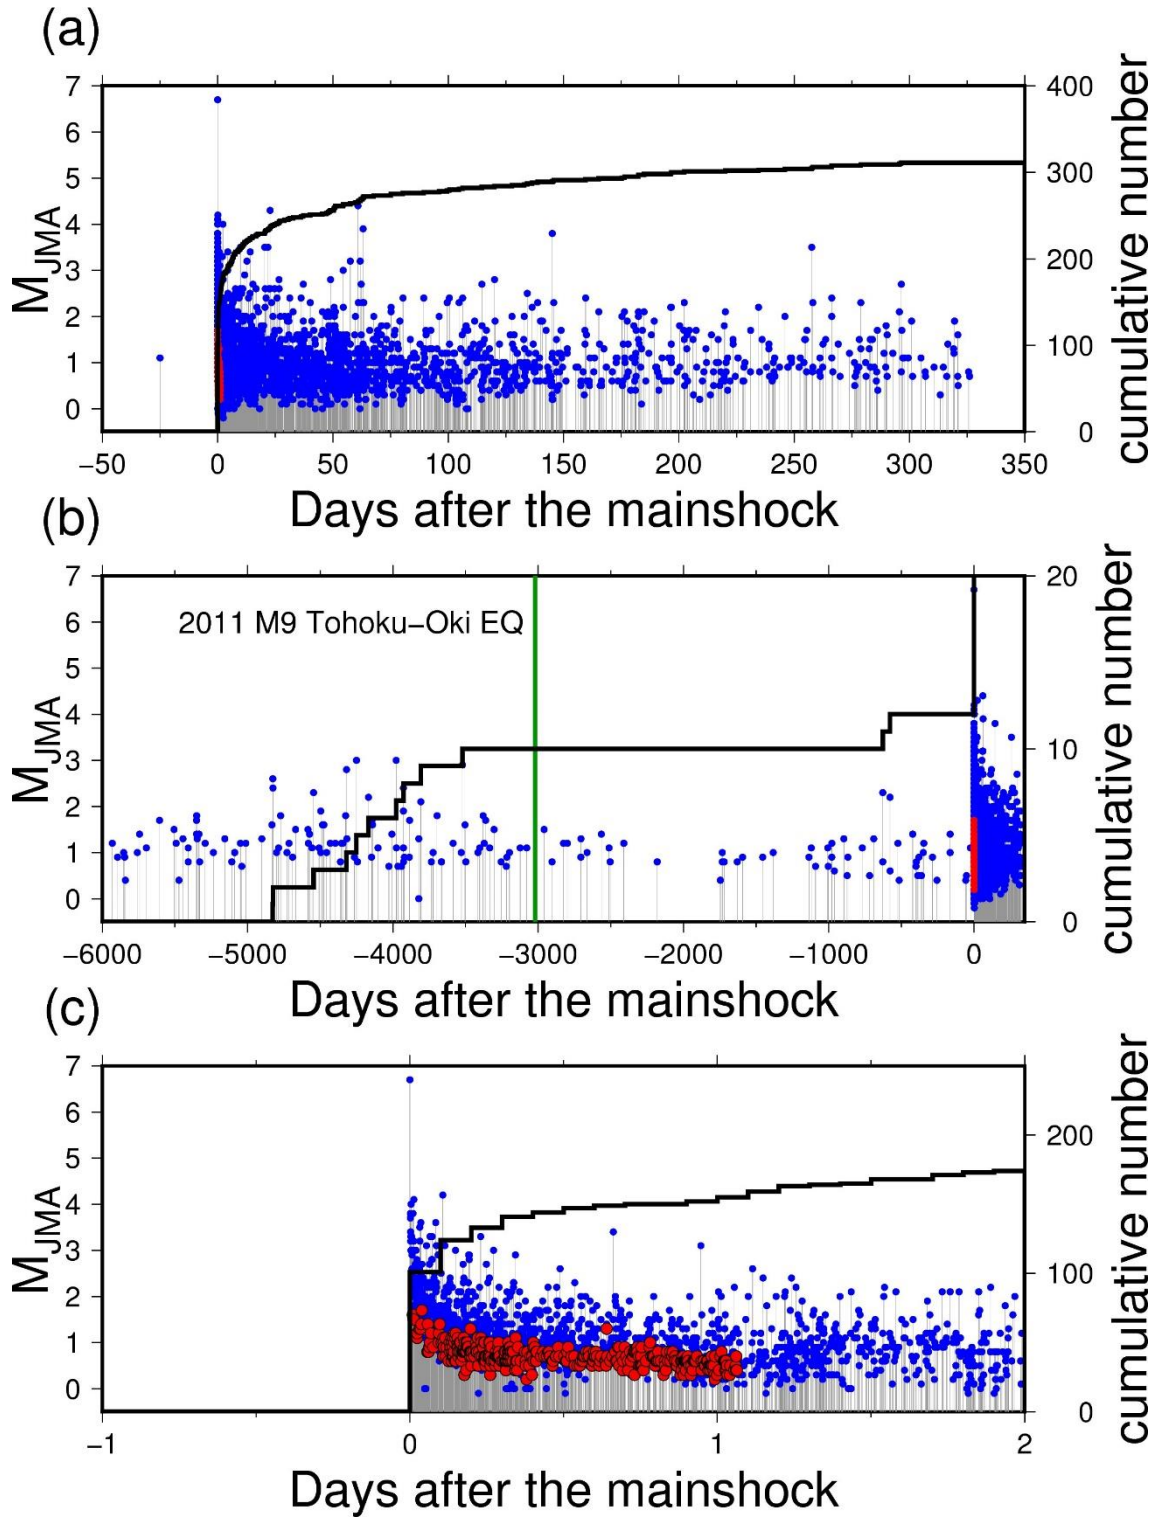 (a)
7
6
5
4
3
2
1
0
M_JMA
400
300
200
100
0
cumulative number
−50 0 50 100 150 200 250 300 350
Days after the mainshock
(b)
7
6
5
4
3
2
1
0
M_JMA
2011 M9 Tohoku−Oki EQ
20
10
0
cumulative number
−6000 −5000 −4000 −3000 −2000 −1000 0
Days after the mainshock
(c)
7
6
5
4
3
2
1
0
M_JMA
200
100
0
cumulative number
−1 0 1 2
Days after the mainshock